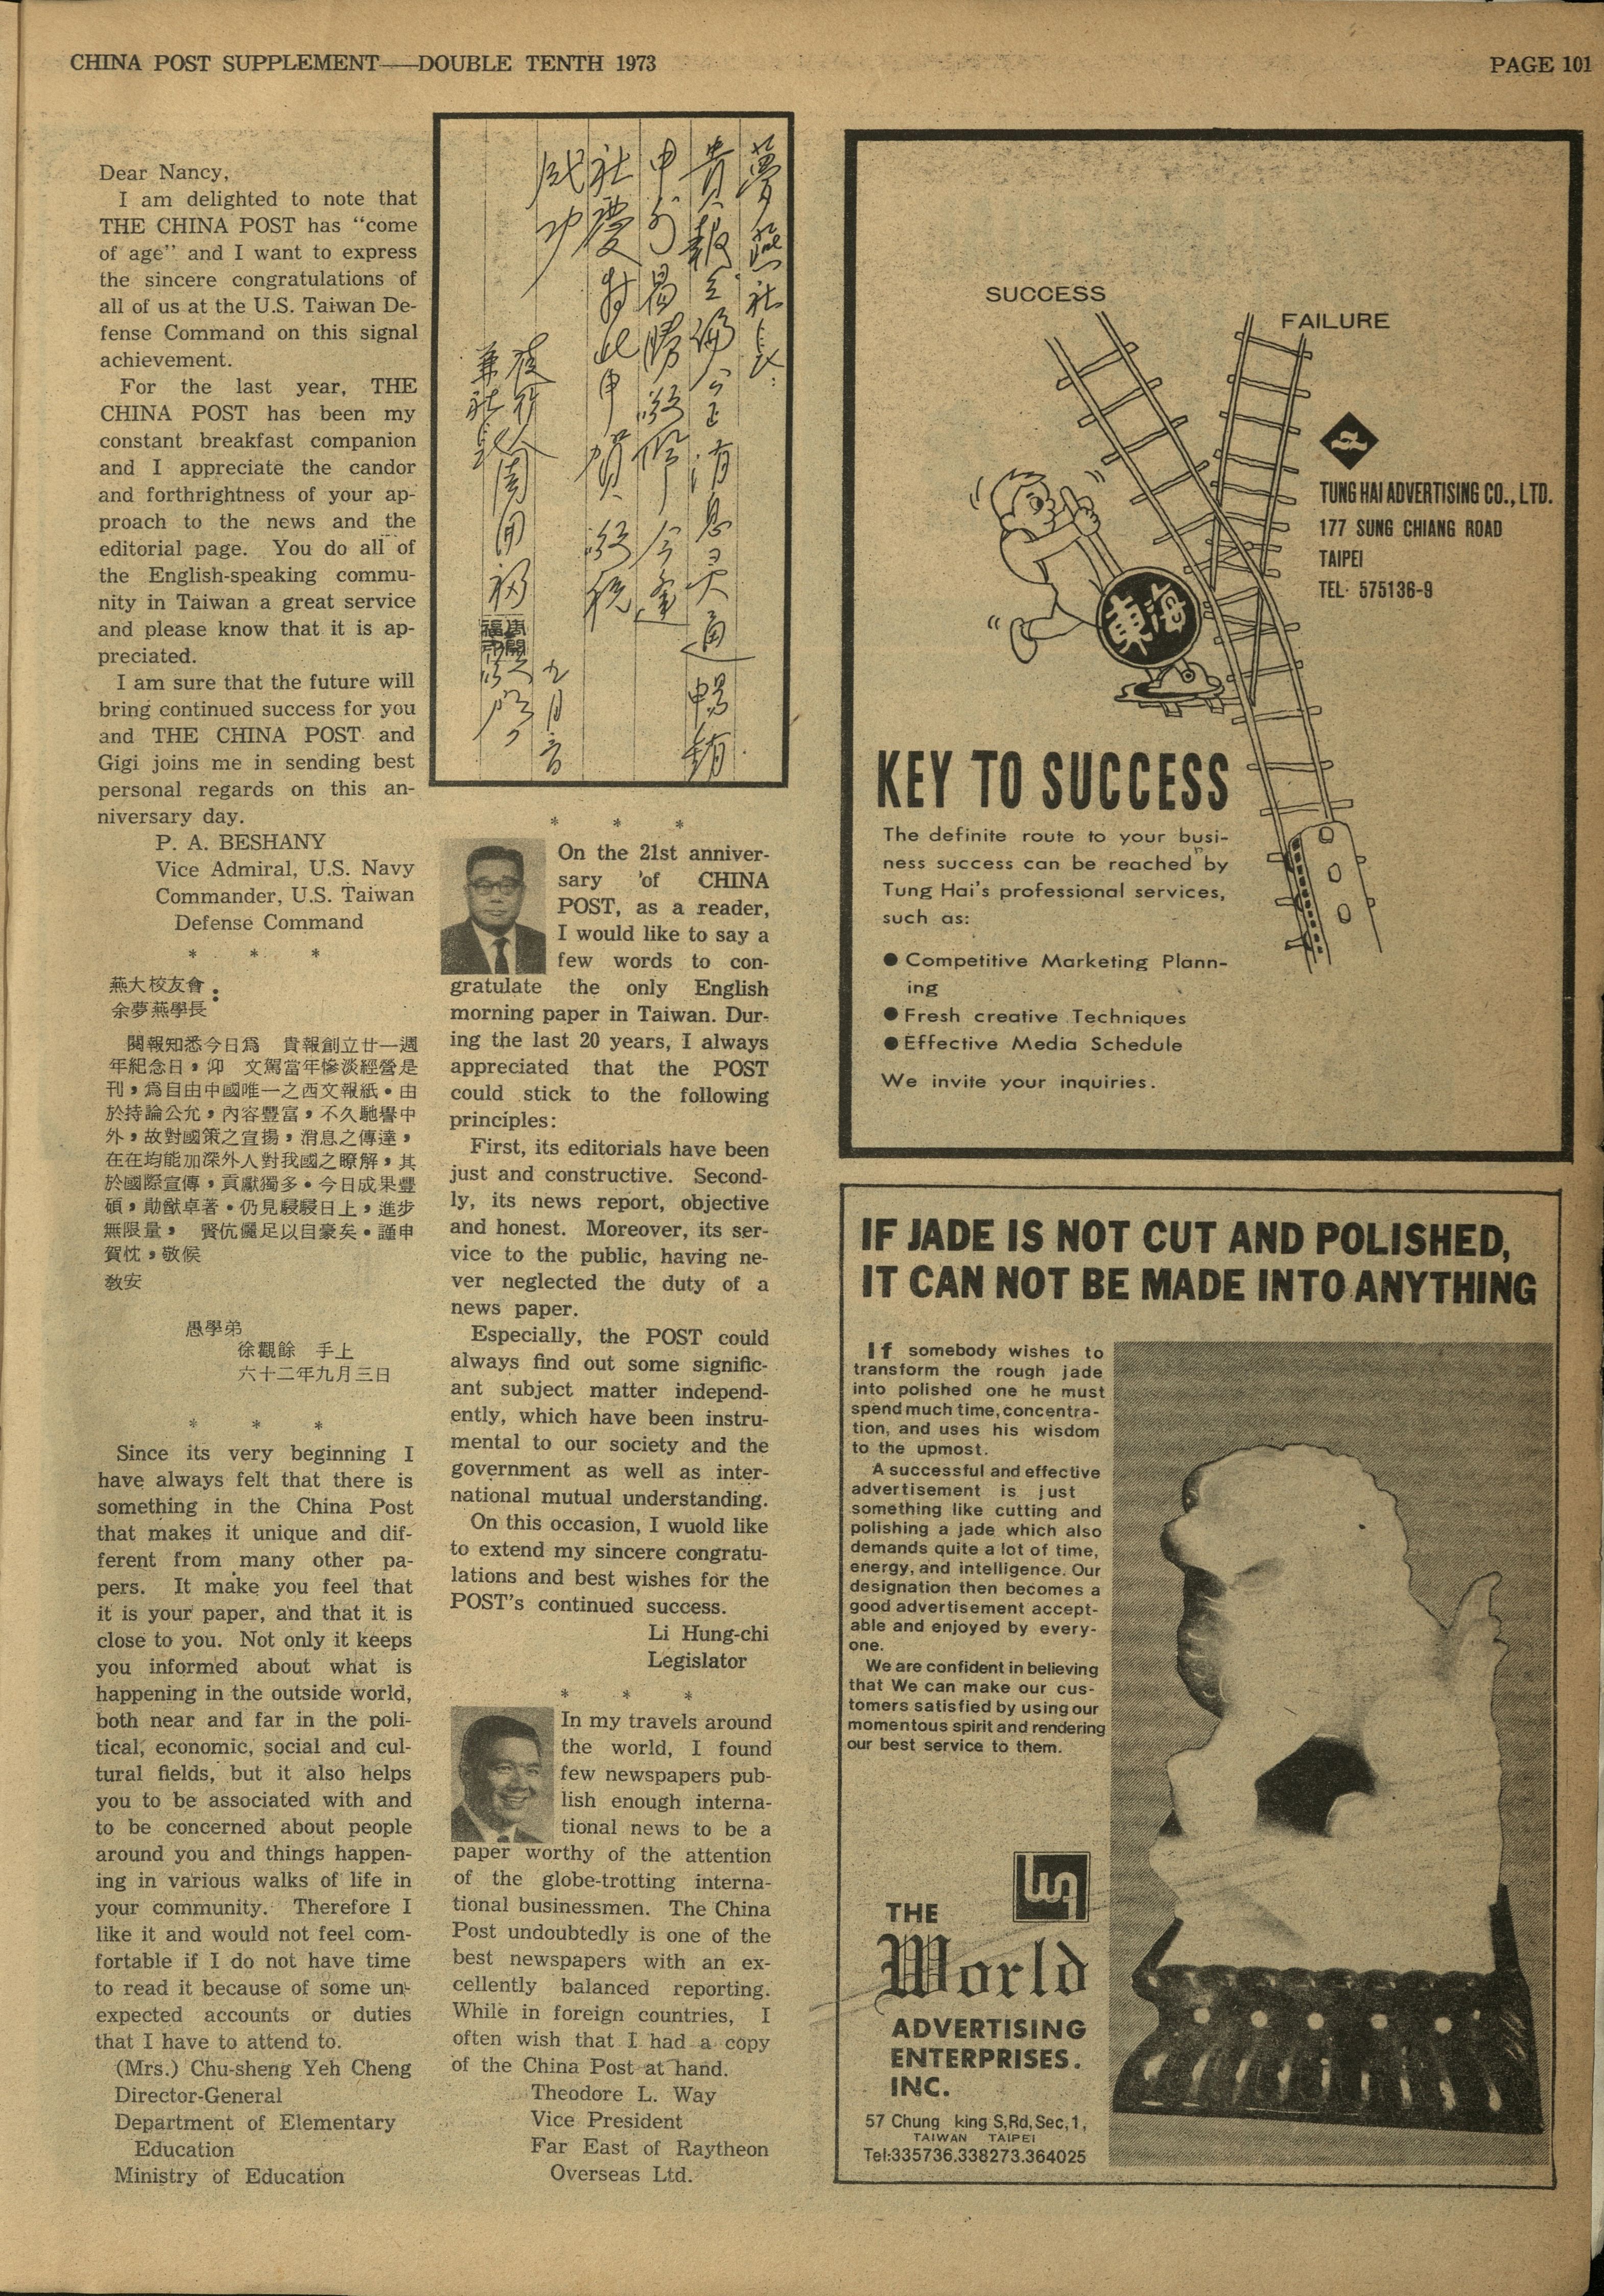 CHINA POST SUPPLEMENT——DOUBLE TENTH 1973
PAGE 101
Dear Nancy,
I am delighted to note that
THE CHINA POST has “come
of age” and I want to express
the sincere congratulations of
all of us at the U.S. Taiwan De-
fense Command on this signal
achievement.
For the last year, THE
CHINA POST has been my
constant breakfast companion
and I appreciate the candor
and forthrightness of your ap-
proach to the news and the
editorial page. You do all of
the English-speaking commu-
nity in Taiwan a great service
and please know that it is ap-
preciated.
I am sure that the future will
bring continued success for you
and THE CHINA POST and
Gigi joins me in sending best
personal regards on this an-
niversary day.
P. A. BESHANY
Vice Admiral, U.S. Navy
Commander, U.S. Taiwan
Defense Command
* * *
燕大校友會
余夢燕學長：
閱報知悉今日爲　貴報創立廿一週
年紀念日，仰　文駕當年慘淡經營是
刊，爲自由中國唯一之西文報紙。由
於持論公允，內容豐富，不久馳譽中
外，故對國策之宣揚，消息之傳達，
在在均能加深外人對我國之瞭解，其
於國際宣傳，貢獻獨多。今日成果豐
碩，勛猷卓著。仍見駸駸日上，進步
無限量，　賢伉儷足以自豪矣。謹申
賀忱，敬候
教安
愚學弟
徐觀餘　手上
六十二年九月三日
* * *
Since its very beginning I
have always felt that there is
something in the China Post
that makes it unique and dif-
ferent from many other pa-
pers. It make you feel that
it is your paper, and that it is
close to you. Not only it keeps
you informed about what is
happening in the outside world,
both near and far in the poli-
tical, economic, social and cul-
tural fields, but it also helps
you to be associated with and
to be concerned about people
around you and things happen-
ing in various walks of life in
your community. Therefore I
like it and would not feel com-
fortable if I do not have time
to read it because of some un-
expected accounts or duties
that I have to attend to.
(Mrs.) Chu-sheng Yeh Cheng
Director-General
Department of Elementary
Education
Ministry of Education
夢燕社長：
貴報立論公正消息灵通暢銷
中外曷勝欽佩今逢
社慶特此申賀敬祝
成功
* * *
On the 21st anniver-
sary 'of CHINA
POST, as a reader,
I would like to say a
few words to con-
gratulate the only English
morning paper in Taiwan. Dur-
ing the last 20 years, I always
appreciated that the POST
could stick to the following
principles:
First, its editorials have been
just and constructive. Second-
ly, its news report, objective
and honest. Moreover, its ser-
vice to the public, having ne-
ver neglected the duty of a
news paper.
Especially, the POST could
always find out some signific-
ant subject matter independ-
ently, which have been instru-
mental to our society and the
government as well as inter-
national mutual understanding.
On this occasion, I wuold like
to extend my sincere congratu-
lations and best wishes for the
POST's continued success.
Li Hung-chi
Legislator
* * *
In my travels around
the world, I found
few newspapers pub-
lish enough interna-
tional news to be a
paper worthy of the attention
of the globe-trotting interna-
tional businessmen. The China
Post undoubtedly is one of the
best newspapers with an ex-
cellently balanced reporting.
While in foreign countries, I
often wish that I had a copy
of the China Post at hand.
Theodore L. Way
Vice President
Far East of Raytheon
Overseas Ltd.
SUCCESS
FAILURE
TUNG HAI ADVERTISING CO., LTD.
177 SUNG CHIANG ROAD
TAIPEI
TEL· 575136-9
東海
KEY TO SUCCESS
The definite route to your busi-
ness success can be reached by
Tung Hai's professional services,
such as:
● Competitive Marketing Plann-
ing
● Fresh creative Techniques
● Effective Media Schedule
We invite your inquiries.
IF JADE IS NOT CUT AND POLISHED,
IT CAN NOT BE MADE INTO ANYTHING
If somebody wishes to
transform the rough jade
into polished one he must
spend much time, concentra-
tion, and uses his wisdom
to the upmost.
A successful and effective
advertisement is just
something like cutting and
polishing a jade which also
demands quite a lot of time,
energy, and intelligence. Our
designation then becomes a
good advertisement accept-
able and enjoyed by every-
one.
We are confident in believing
that We can make our cus-
tomers satisfied by using our
momentous spirit and rendering
our best service to them.
THE
World
ADVERTISING
ENTERPRISES.
INC.
57 Chung king S,Rd,Sec,1,
TAIWAN TAIPEI
Tel:335736.338273.364025